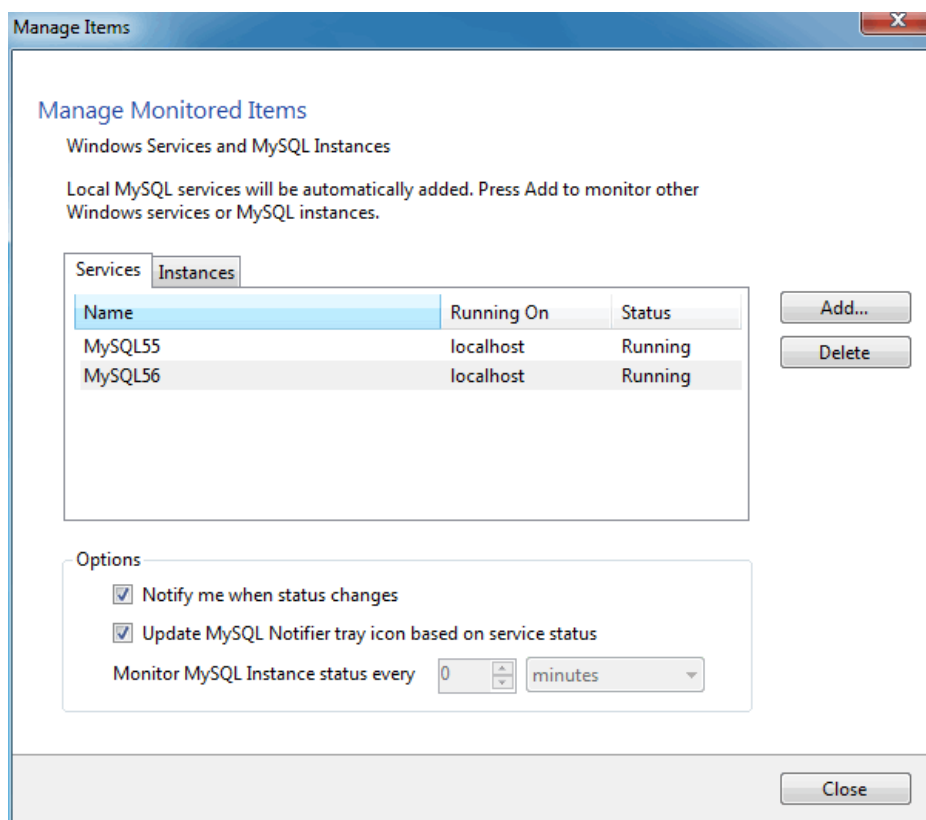 Manage Items
X
Manage Monitored Items
Windows Services and MySQL Instances
Local MySQL services will be automatically added. Press Add to monitor other
Windows services or MySQL instances.
Services Instances
Name Running On Status
MySQL55 localhost Running
MySQL56 localhost Running
Add...
Delete
Options
Notify me when status changes
Update MySQL Notifier tray icon based on service status
Monitor MySQL Instance status every 0 minutes
Close